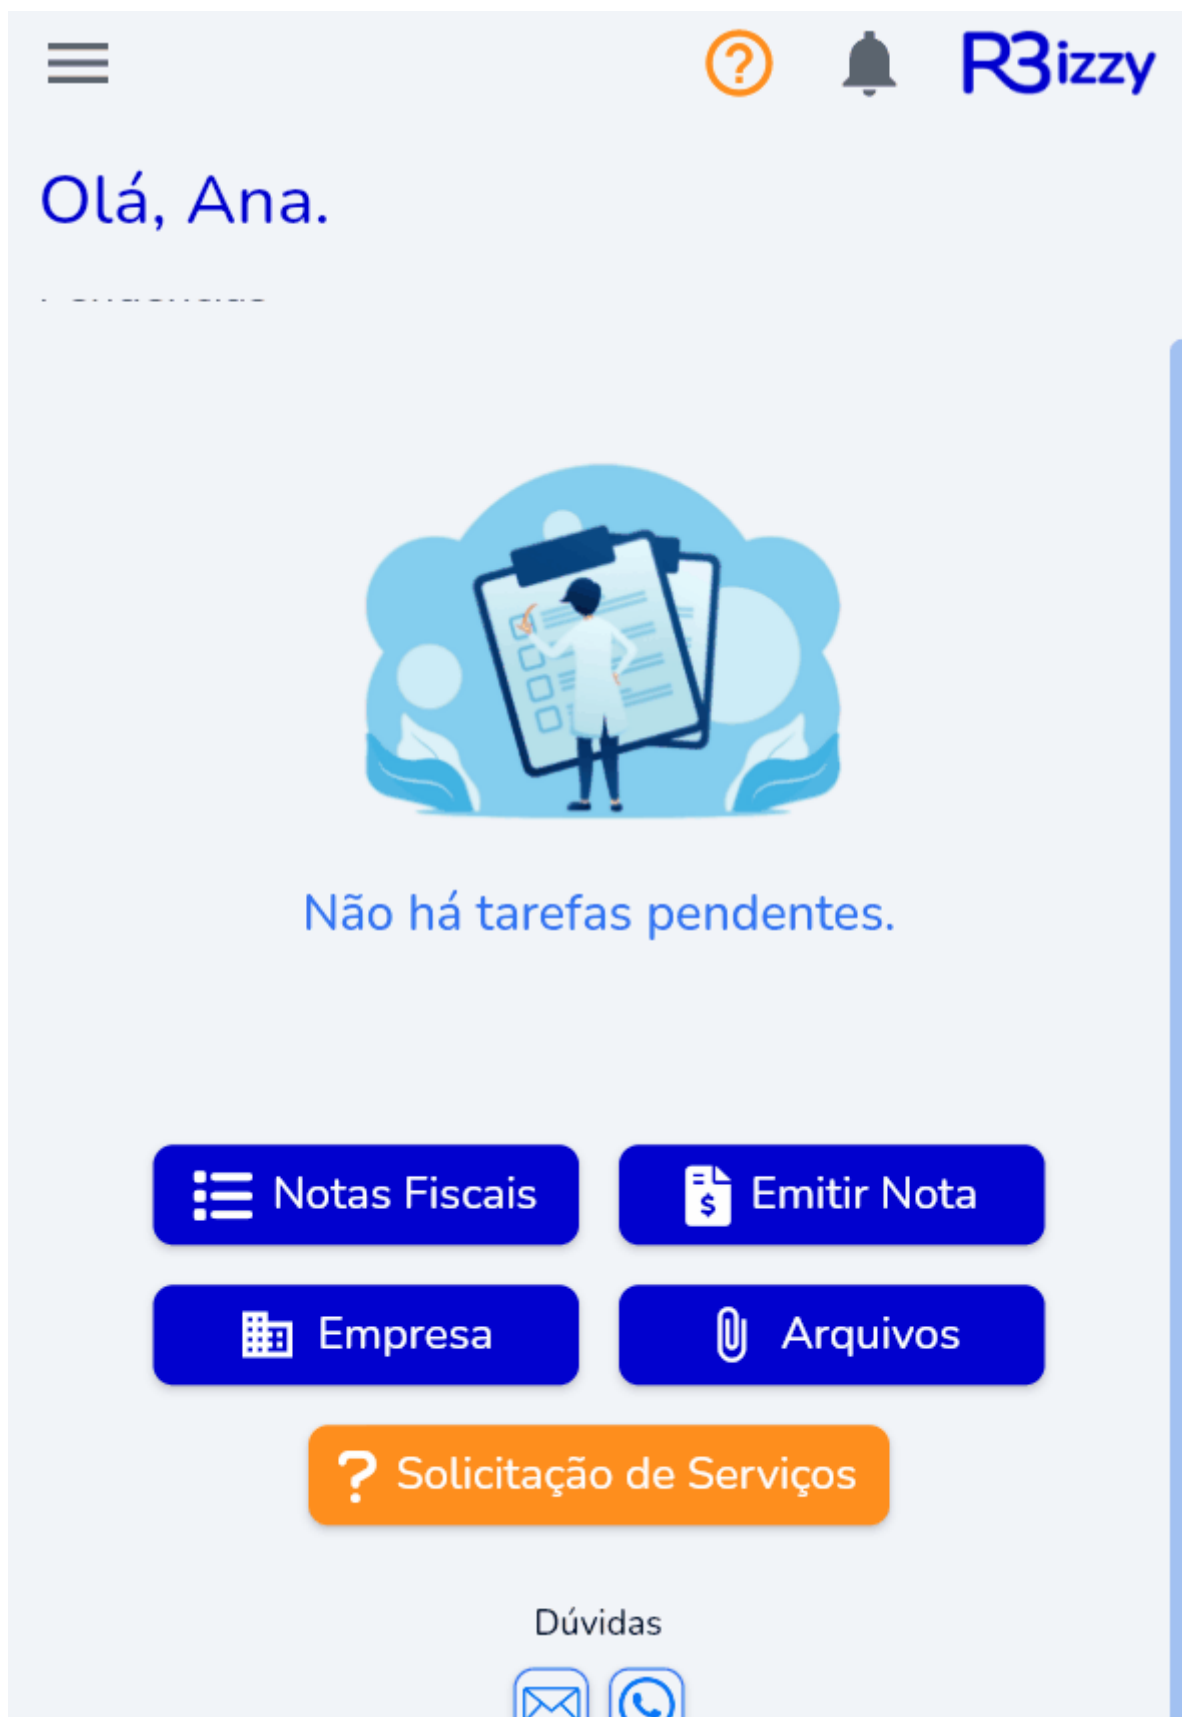 R3izzy
Olá, Ana.
Não há tarefas pendentes.
Notas Fiscais
Emitir Nota
Empresa
Arquivos
? Solicitação de Serviços
Dúvidas